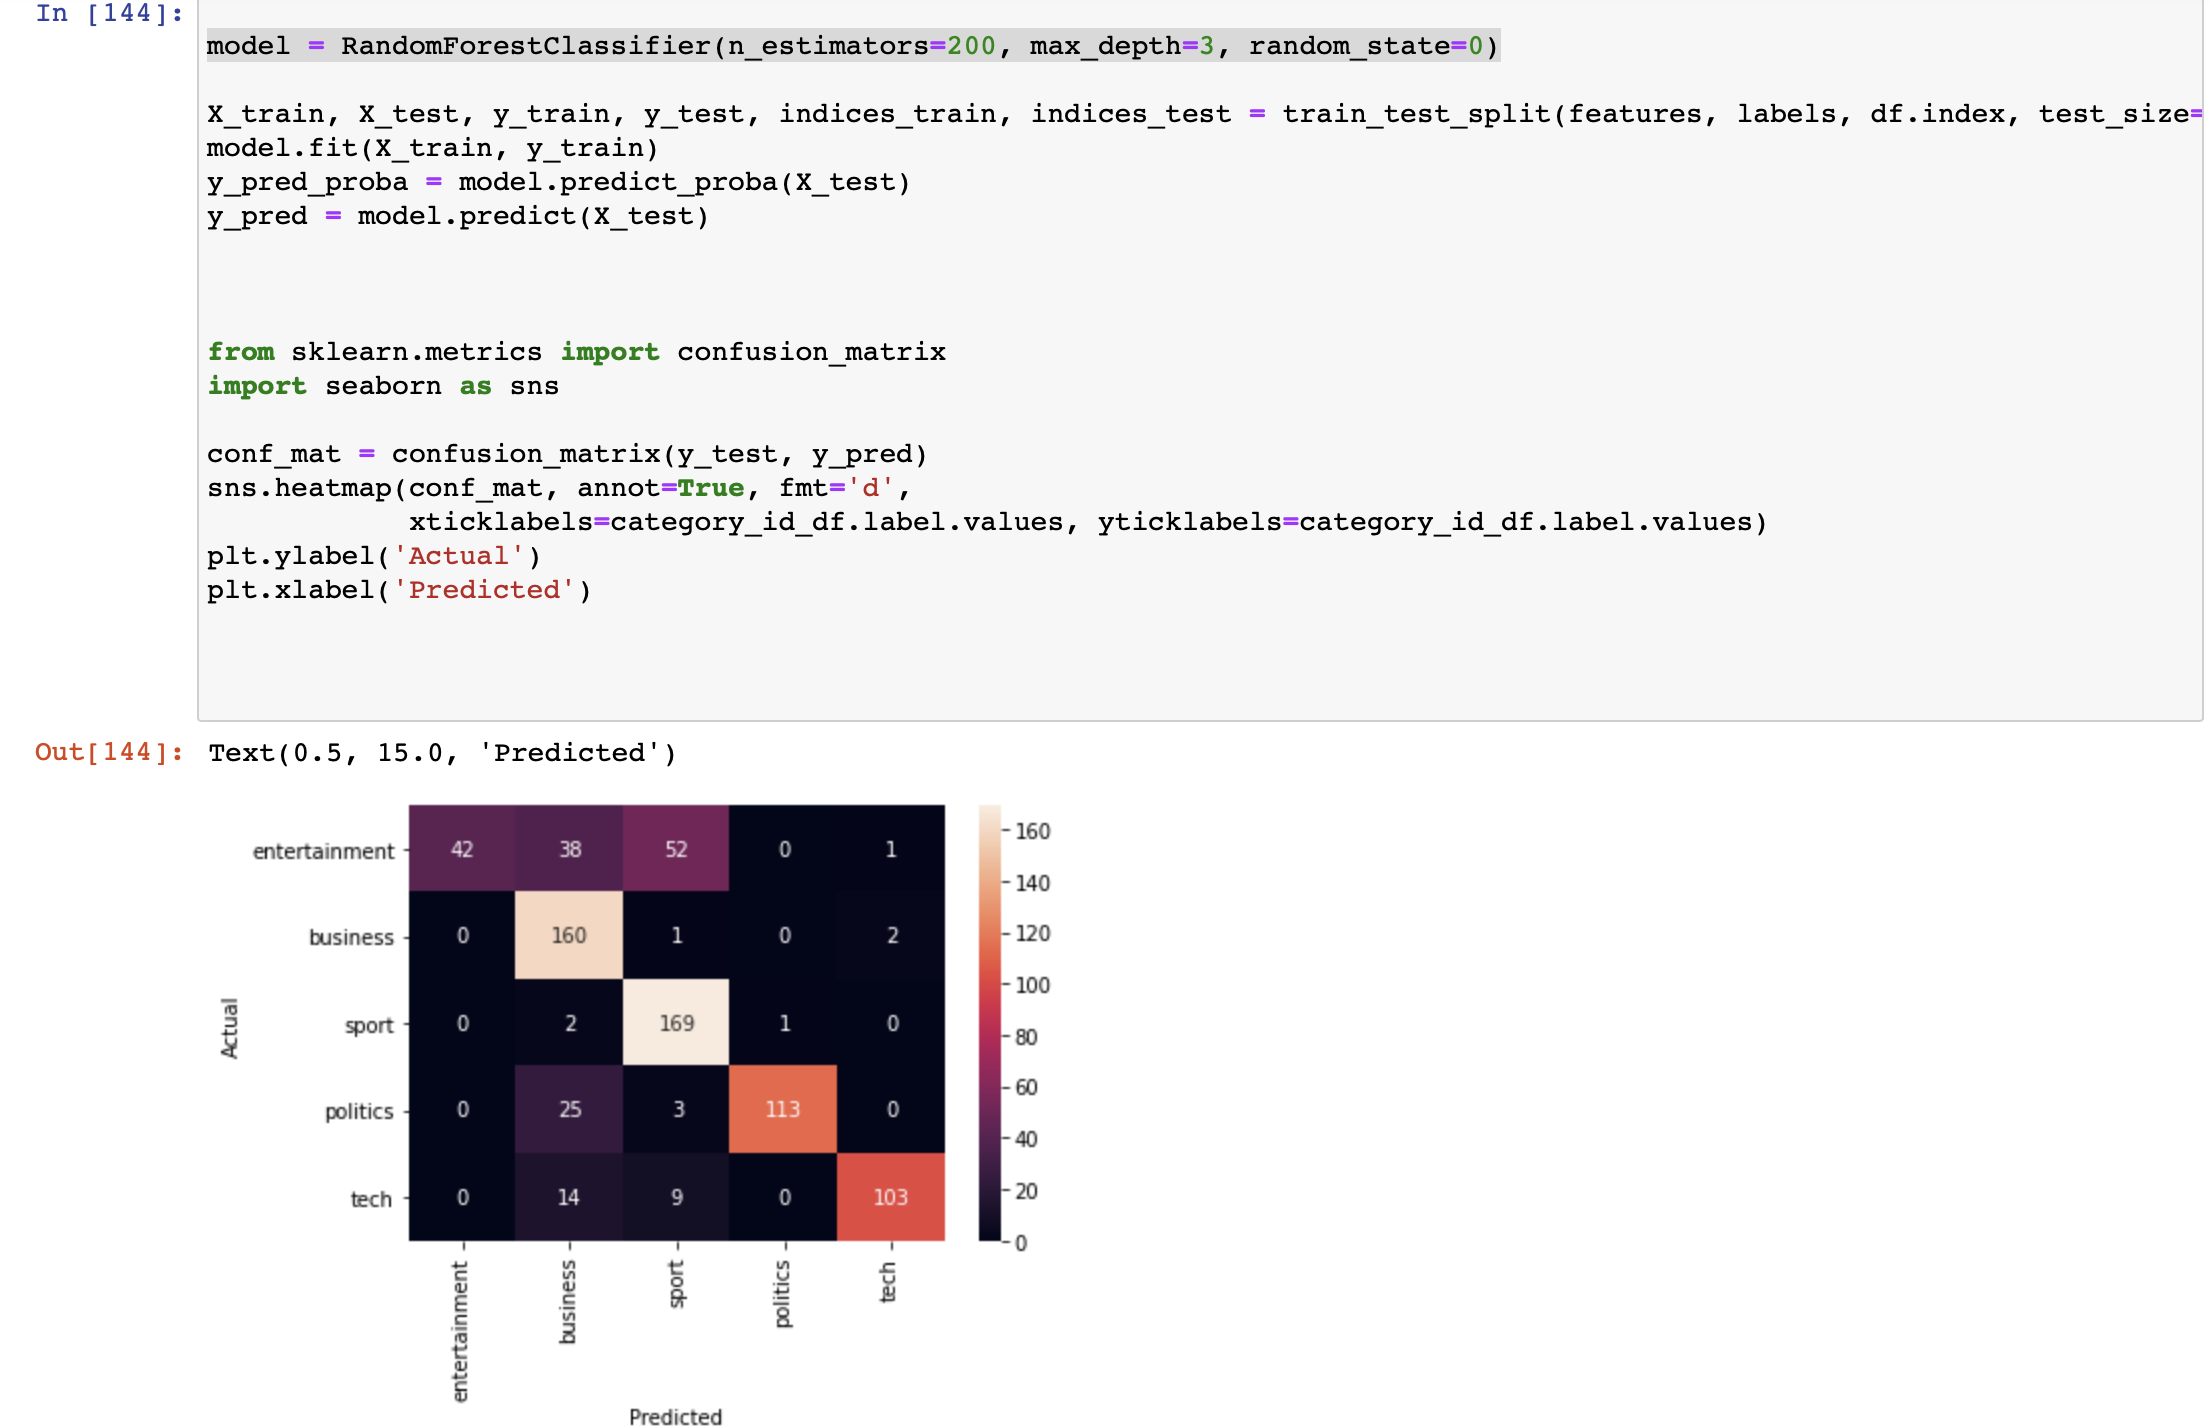 In [144]:
model = RandomForestClassifier(n_estimators=200, max_depth=3, random_state=0)
X_train, X_test, y_train, y_test, indices_train, indices_test = train_test_split(features, labels, df.index, test_size=
model.fit(X_train, y_train)
y_pred_proba = model.predict_proba(X_test)
y_pred = model.predict(X_test)
from sklearn.metrics import confusion_matrix
import seaborn as sns
conf_mat = confusion_matrix(y_test, y_pred)
sns.heatmap(conf_mat, annot=True, fmt='d',
xticklabels=category_id_df.label.values, yticklabels=category_id_df.label.values)
plt.ylabel('Actual')
plt.xlabel('Predicted')
Out[144]: Text(0.5, 15.0, 'Predicted')
Actual
entertainment 42 38 52 0 1
business 0 160 1 0 2
sport 0 2 169 1 0
politics 0 25 3 113 0
tech 0 14 9 0 103
entertainment business sport politics tech
Predicted
160
140
120
100
80
60
40
20
0